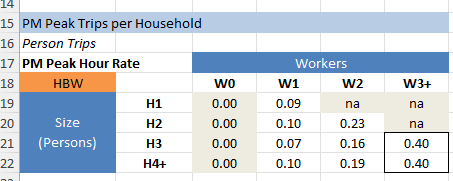 14
15 PM Peak Trips per Household
16 Person Trips
17 PM Peak Hour Rate Workers
18 HBW W0 W1 W2 W3+
19 H1 0.00 0.09 na na
20 Size H2 0.00 0.10 0.23 na
21 (Persons) H3 0.00 0.07 0.16 0.40
22 H4+ 0.00 0.10 0.19 0.40